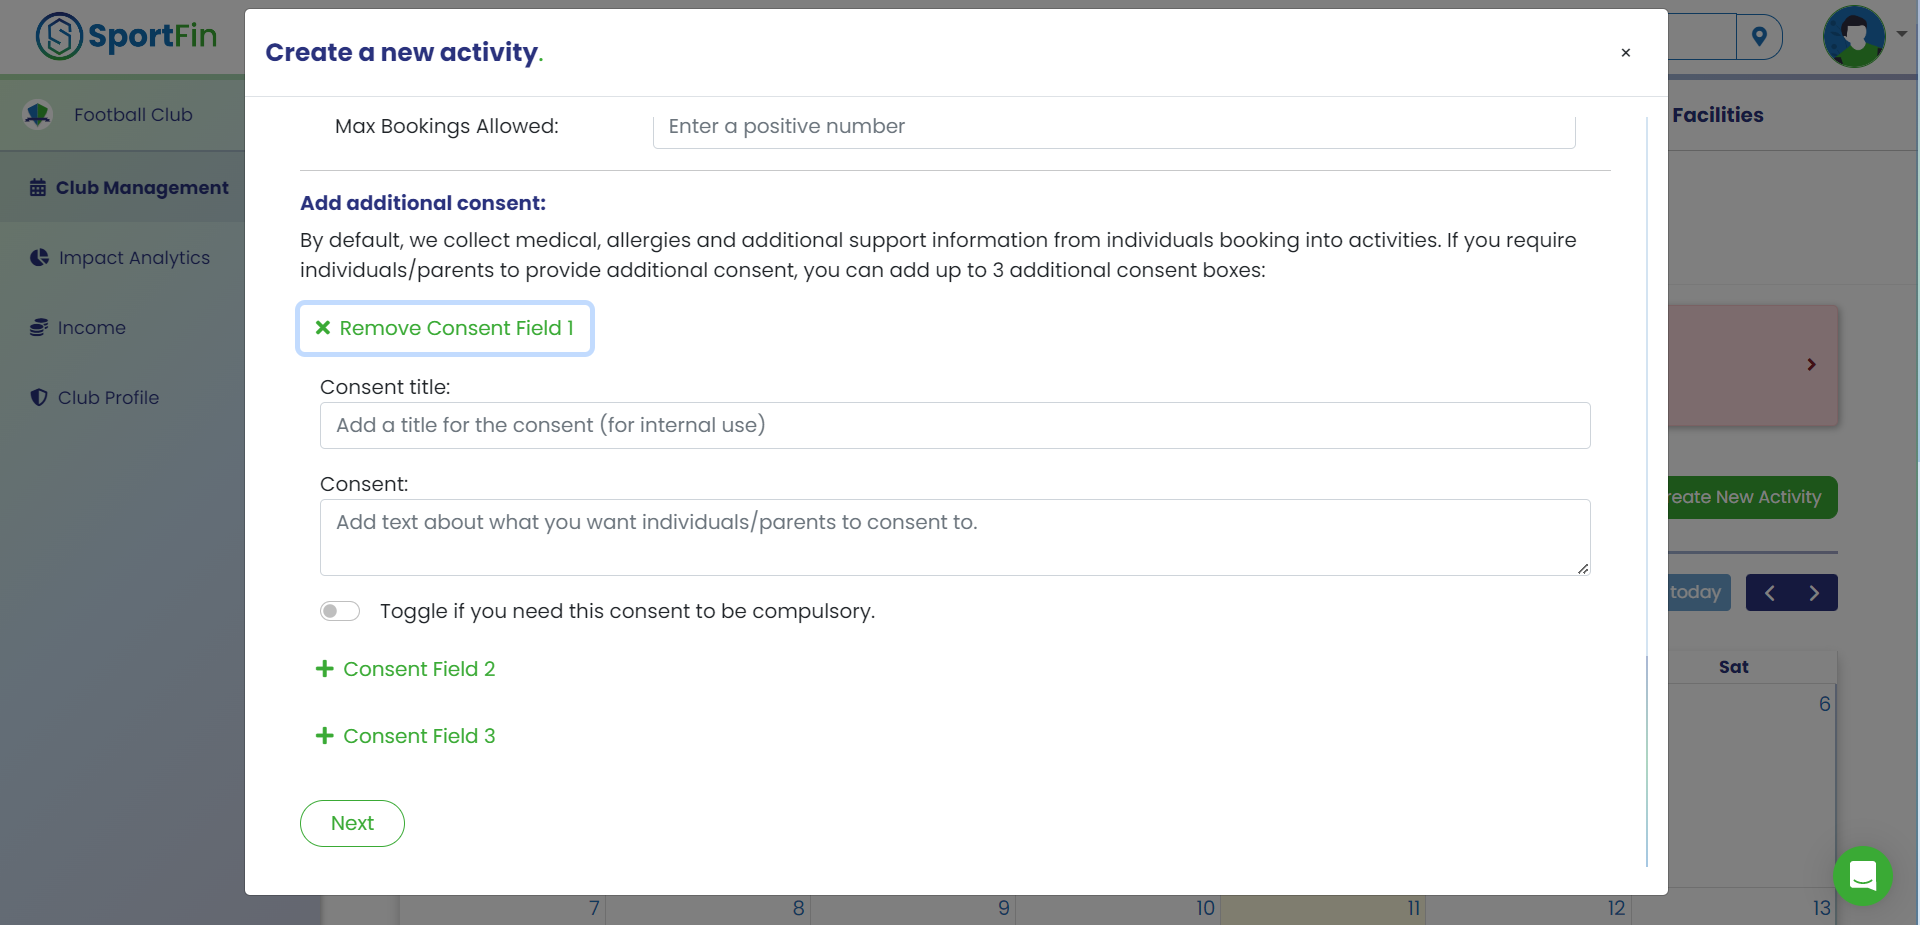 SportFin
Create a new activity.
×
Football Club
Max Bookings Allowed:
Enter a positive number
Facilities
Club Management
Add additional consent:
By default, we collect medical, allergies and additional support information from individuals booking into activities. If you require
individuals/parents to provide additional consent, you can add up to 3 additional consent boxes:
Impact Analytics
Income
Remove Consent Field 1
Club Profile
Consent title:
Add a title for the consent (for internal use)
Consent:
Add text about what you want individuals/parents to consent to.
reate New Activity
today
Toggle if you need this consent to be compulsory.
Consent Field 2
Sat
6
Consent Field 3
Next
7
8
9
10
11
12
13